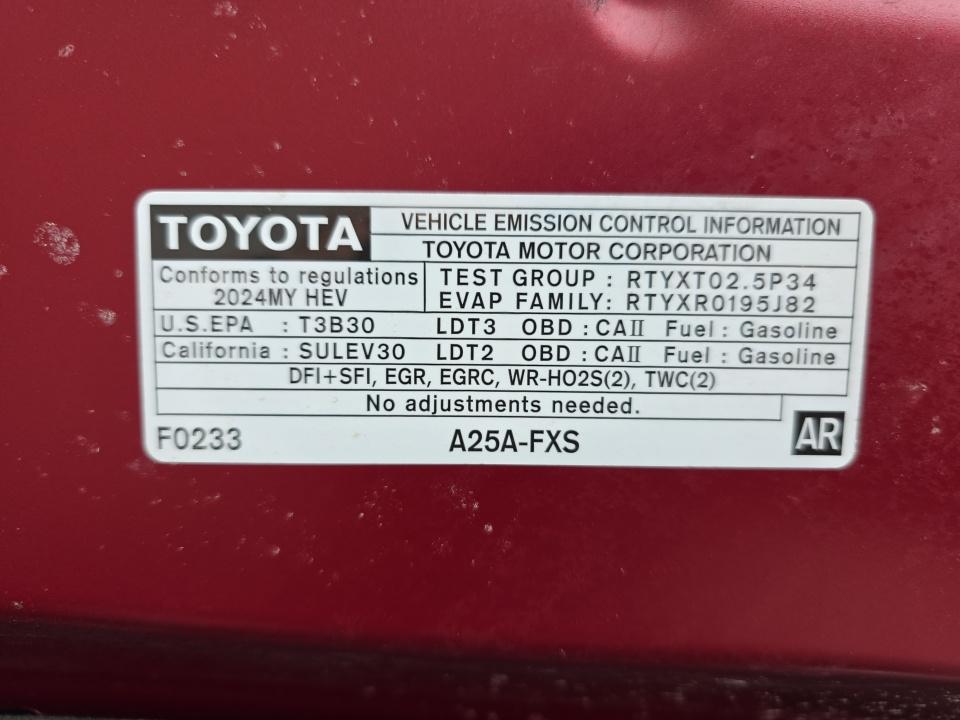 TOYOTA VEHICLE EMISSION CONTROL INFORMATION
TOYOTA MOTOR CORPORATION
Conforms to regulations
2024MY HEV
TEST GROUP : RTYXT02.5P34
EVAP FAMILY: RTYXR0195J82
U.S.EPA : T3B30 LDT3 OBD : CAII Fuel : Gasoline
California : SULEV30 LDT2 OBD : CAII Fuel : Gasoline
DFI+SFI, EGR, EGRC, WR-HO2S(2), TWC(2)
No adjustments needed.
F0233 A25A-FXS AR